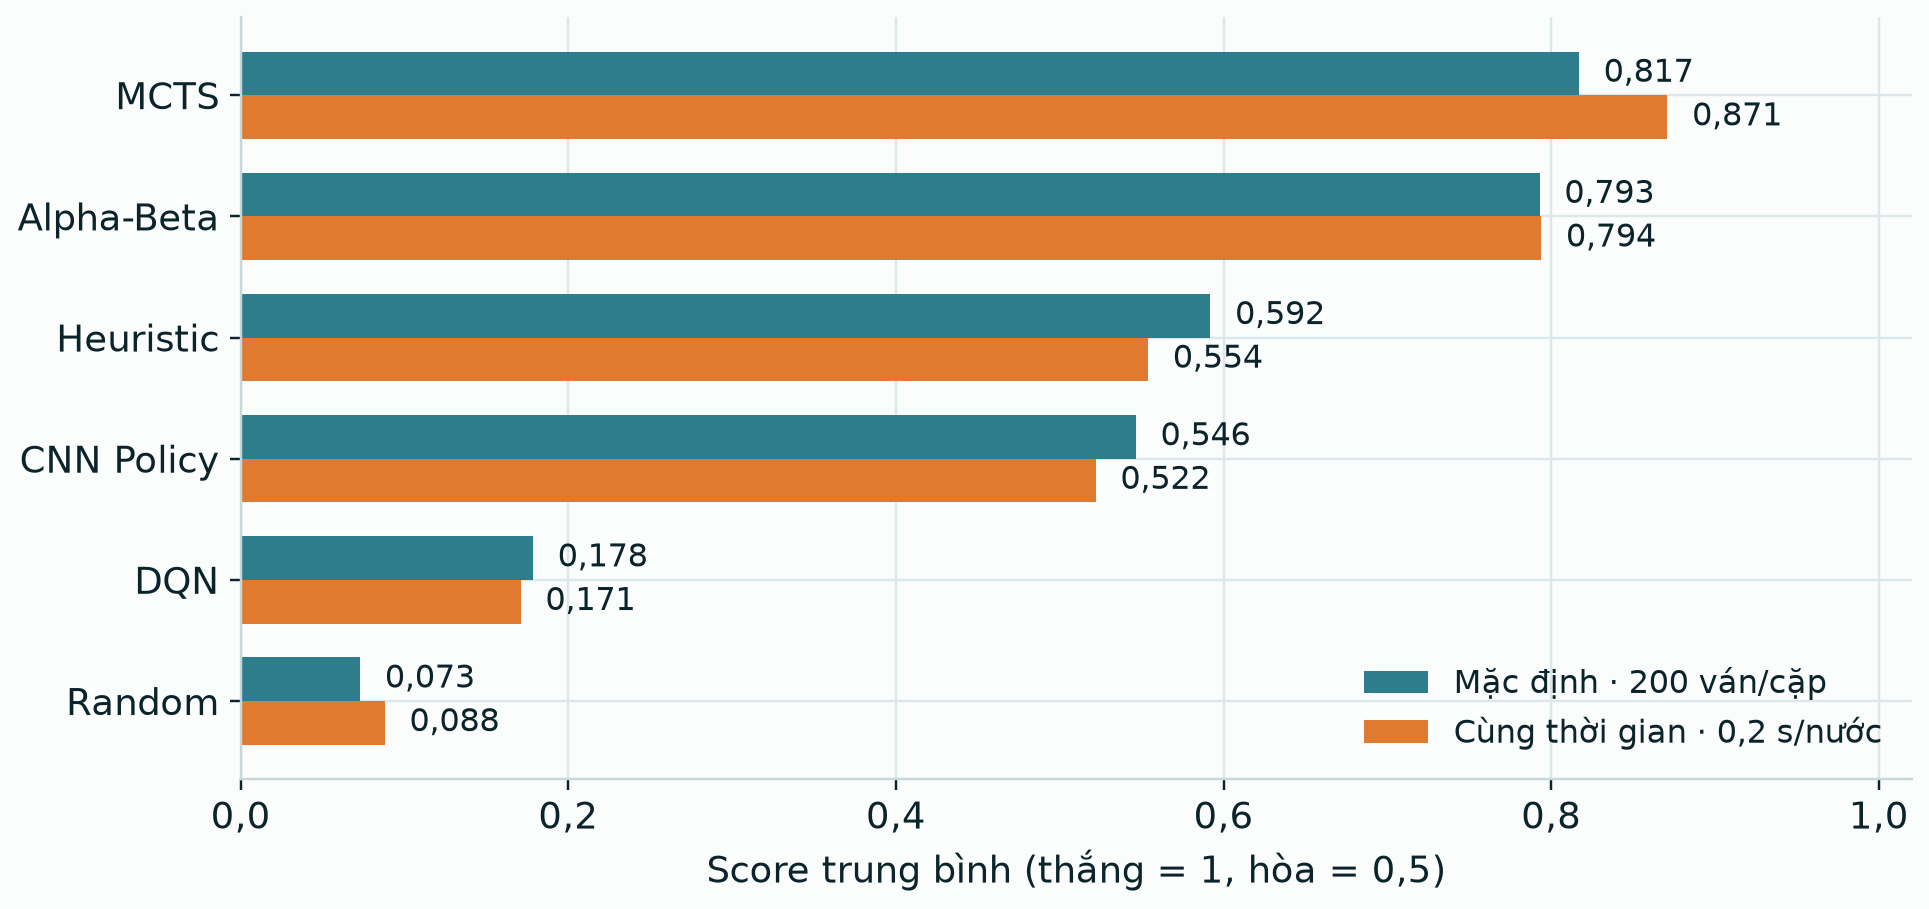 MCTS
0,817
0,871
Alpha-Beta
0,793
0,794
Heuristic
0,592
0,554
CNN Policy
0,546
0,522
DQN
0,178
0,171
Random
0,073
0,088
Mặc định · 200 ván/cặp
Cùng thời gian · 0,2 s/nước
0,0 0,2 0,4 0,6 0,8 1,0
Score trung bình (thắng = 1, hòa = 0,5)